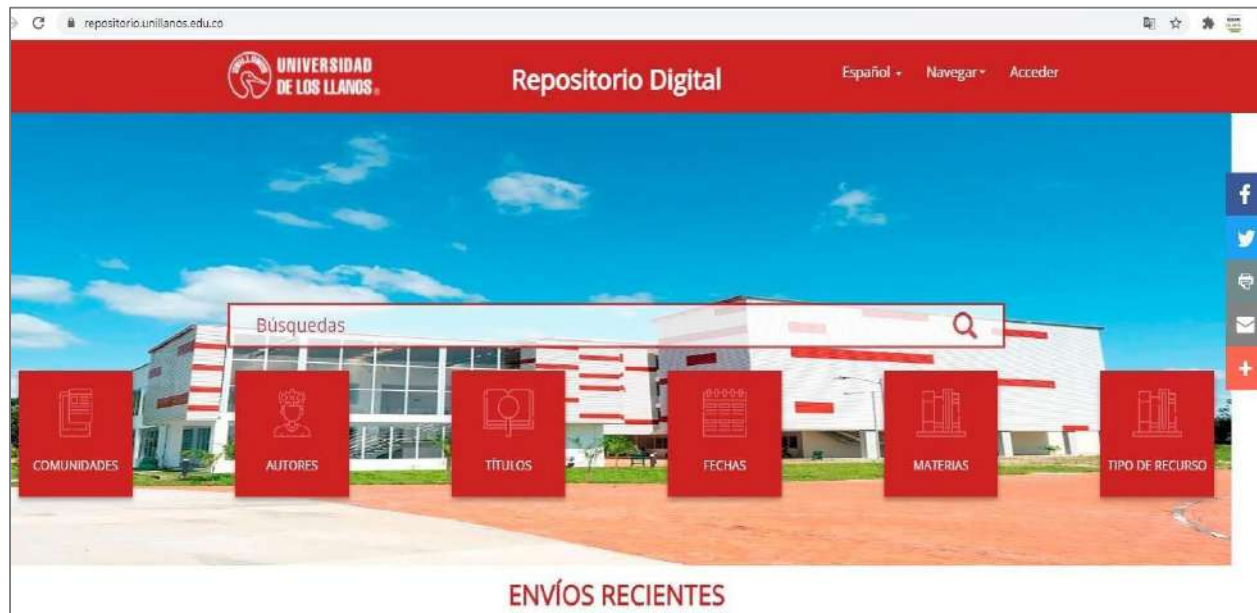 repositorio.unillanos.edu.co
UNIVERSIDAD
DE LOS LLANOS
Repositorio Digital
Español
Navegar
Acceder
Búsquedas
COMUNIDADES
AUTORES
TÍTULOS
FECHAS
MATERIAS
TIPO DE RECURSO
ENVÍOS RECIENTES